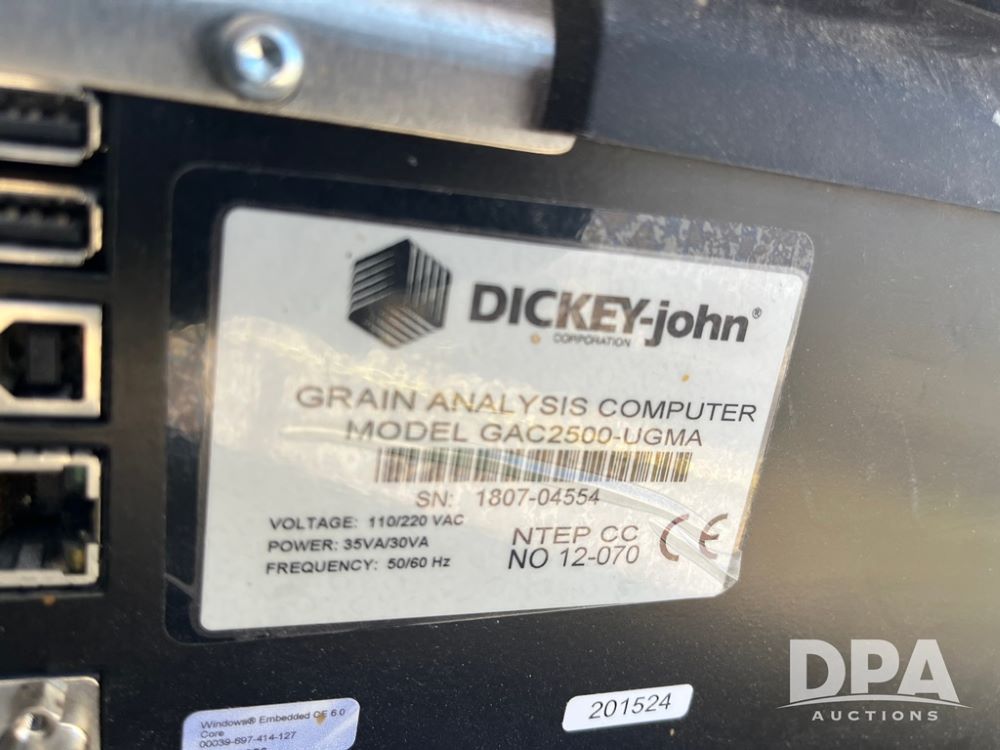 DICKEY-john®
CORPORATION
GRAIN ANALYSIS COMPUTER
MODEL GAC2500-UGMA
SN: 1807-04554
VOLTAGE: 110/220 VAC
POWER: 35VA/30VA
FREQUENCY: 50/60 Hz
NTEP CC
NO 12-070
CE
Windows® Embedded CE 6.0
Core
00039-697-414-127
201524
DPA
AUCTIONS